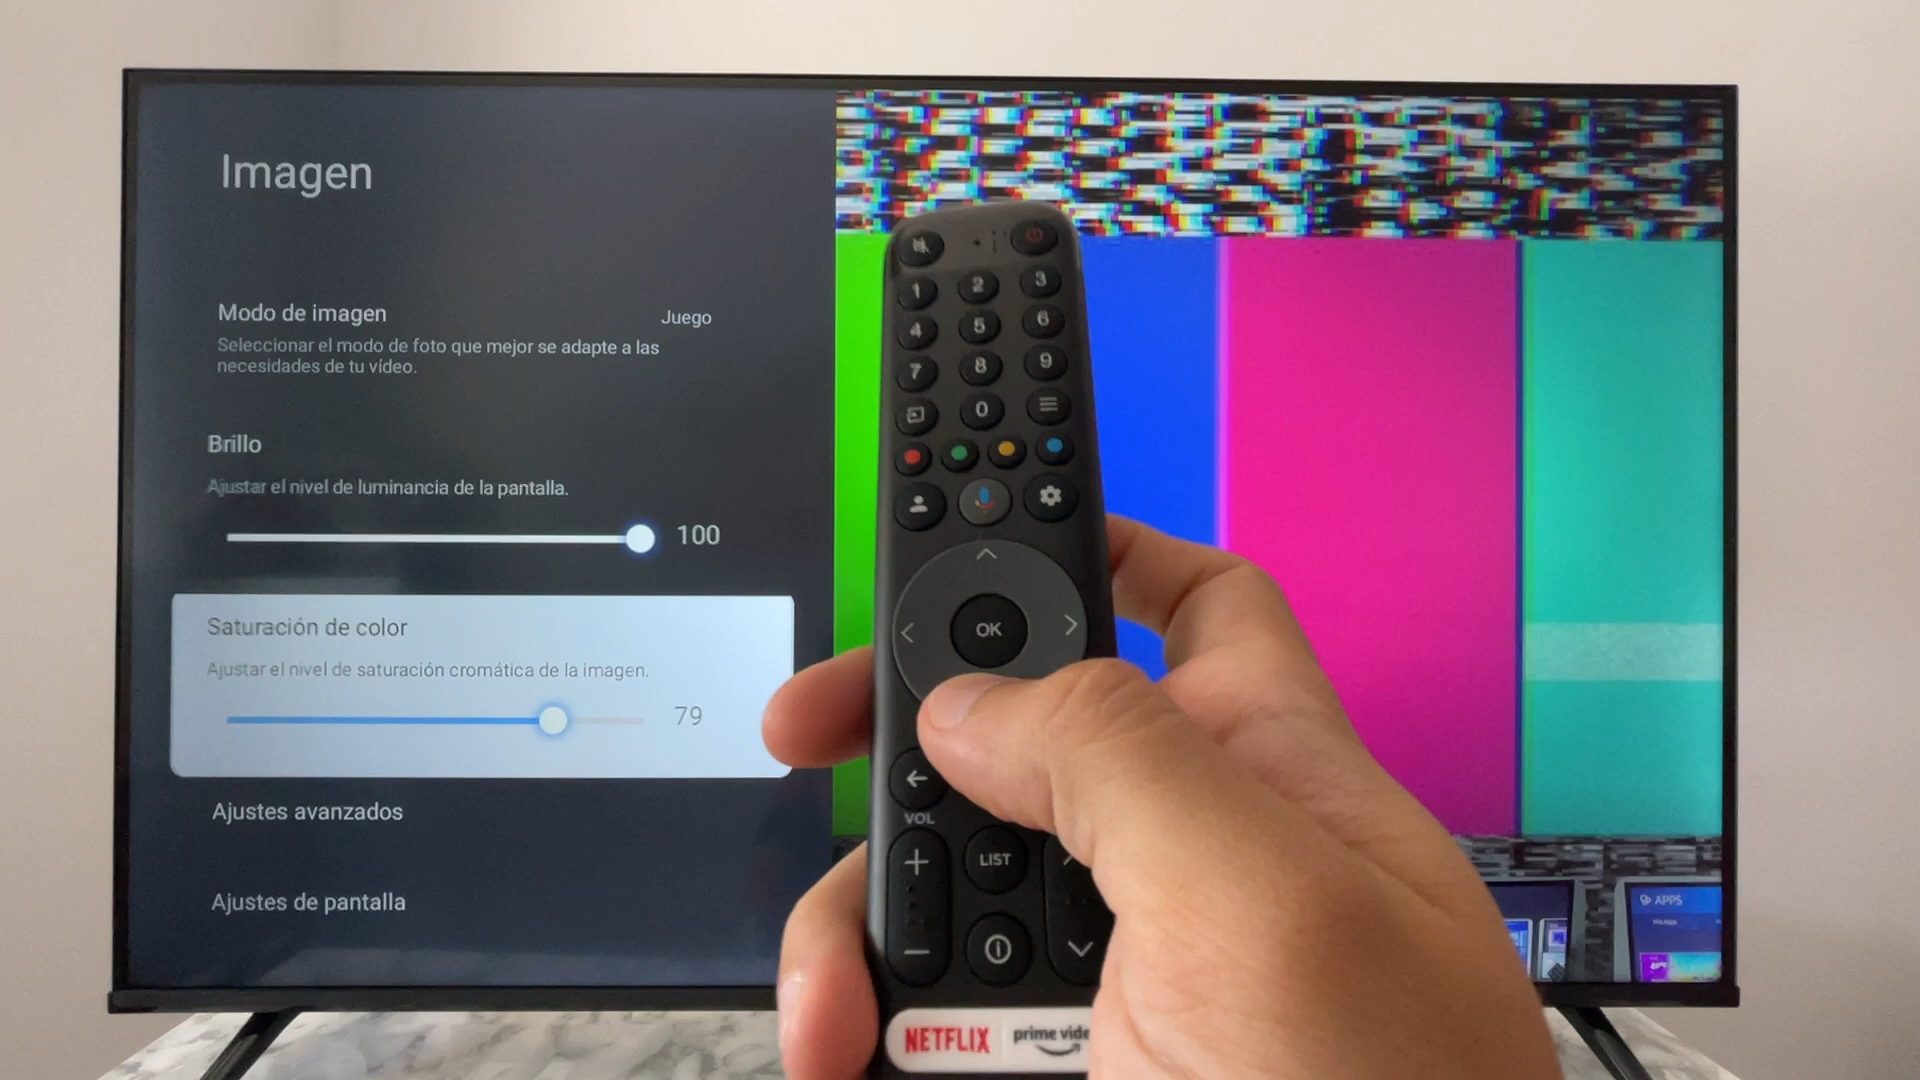 Imagen
Modo de imagen
Juego
Seleccionar el modo de foto que mejor se adapte a las
necesidades de tu vídeo.
Brillo
Ajustar el nivel de luminancia de la pantalla.
100
Saturación de color
Ajustar el nivel de saturación cromática de la imagen.
79
Ajustes avanzados
Ajustes de pantalla
1 2 3
4 5 6
7 8 9
0
OK
VOL
+ LIST
−
NETFLIX prime vide
APPS